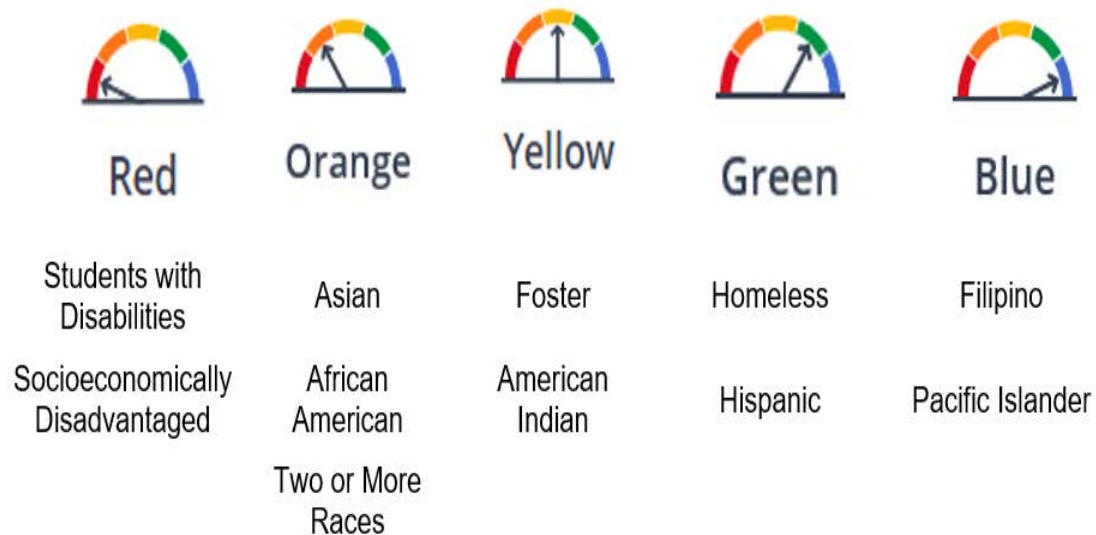 Red
Orange
Yellow
Green
Blue
Students with
Disabilities
Asian
Foster
Homeless
Filipino
Socioeconomically
Disadvantaged
African
American
American
Indian
Hispanic
Pacific Islander
Two or More
Races